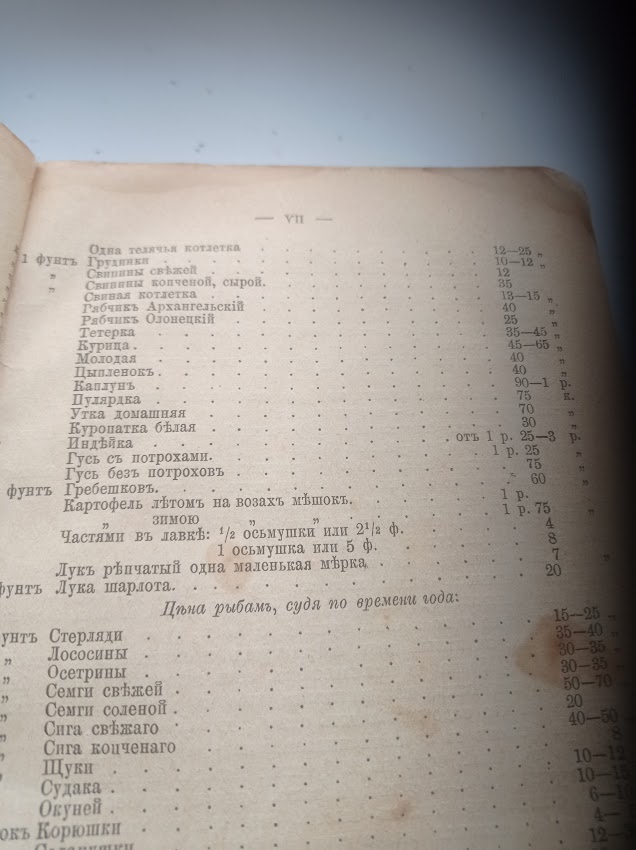 — VII —
Одна телячья котлетка . . . . . . . 12—25 „
1 фунтъ Грудинки . . . . . . . 10—12 „
„ Свинины свѣжей . . . . . . . 12
„ Свинины копченой, сырой. . . . . . . 35
Свиная котлетка . . . . . . . 13—15 „
Рябчикъ Архангельскій . . . . . . . 40 „
Рябчикъ Олонецкій . . . . . . . 25 „
Тетерка . . . . . . . 35—45 „
Курица . . . . . . . 45—65 „
Молодая . . . . . . . 40 „
Цыпленокъ . . . . . . . 40 „
Каплунъ . . . . . . . 90—1 р.
Пулярдка . . . . . . . 75 к.
Утка домашняя . . . . . . . 70 „
Куропатка бѣлая . . . . . . . 30 „
Индѣйка . . . . . . . отъ 1 р. 25—3 р.
Гусь съ потрохами. . . . . . . 1 р. 25 „
Гусь безъ потроховъ . . . . . . . 75 „
фунтъ Гребешковъ. . . . . . . 60 „
Картофель лѣтомъ на возахъ мѣшокъ. . . . . . 1 р.
„ зимою „ „ . . . . . 1 р. 75 „
Частями въ лавкѣ: 1/2 осьмушки или 2 1/2 ф. . . . . 4
1 осьмушка или 5 ф. . . . . 8
Лукъ рѣпчатый одна маленькая мѣрка . . . . . 7 „
фунтъ Лука шарлота. . . . . . . 20
Цѣна рыбамъ, судя по времени года:
унтъ Стерляди . . . . . . . 15—25 „
„ Лососины . . . . . . . 35—40 „
„ Осетрины . . . . . . . 30—35 „
„ Семги свѣжей . . . . . . . 30—35 „
„ Семги соленой . . . . . . . 50—70
„ Сига свѣжаго . . . . . . . 20
„ Сига копченаго . . . . . . . 40—50
„ Щуки . . . . . . . 8
Судака . . . . . . . 10—12
Окуней . . . . . . . 10—15
окъ Корюшки . . . . . . .